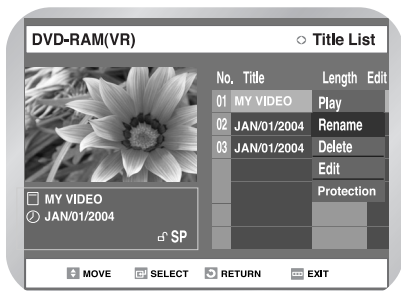 DVD-RAM(VR) Title List
No. Title Length Edit
01 MY VIDEO Play
02 JAN/01/2004 Rename
03 JAN/01/2004 Delete
Edit
Protection
MY VIDEO
JAN/01/2004
SP
MOVE SELECT RETURN EXIT